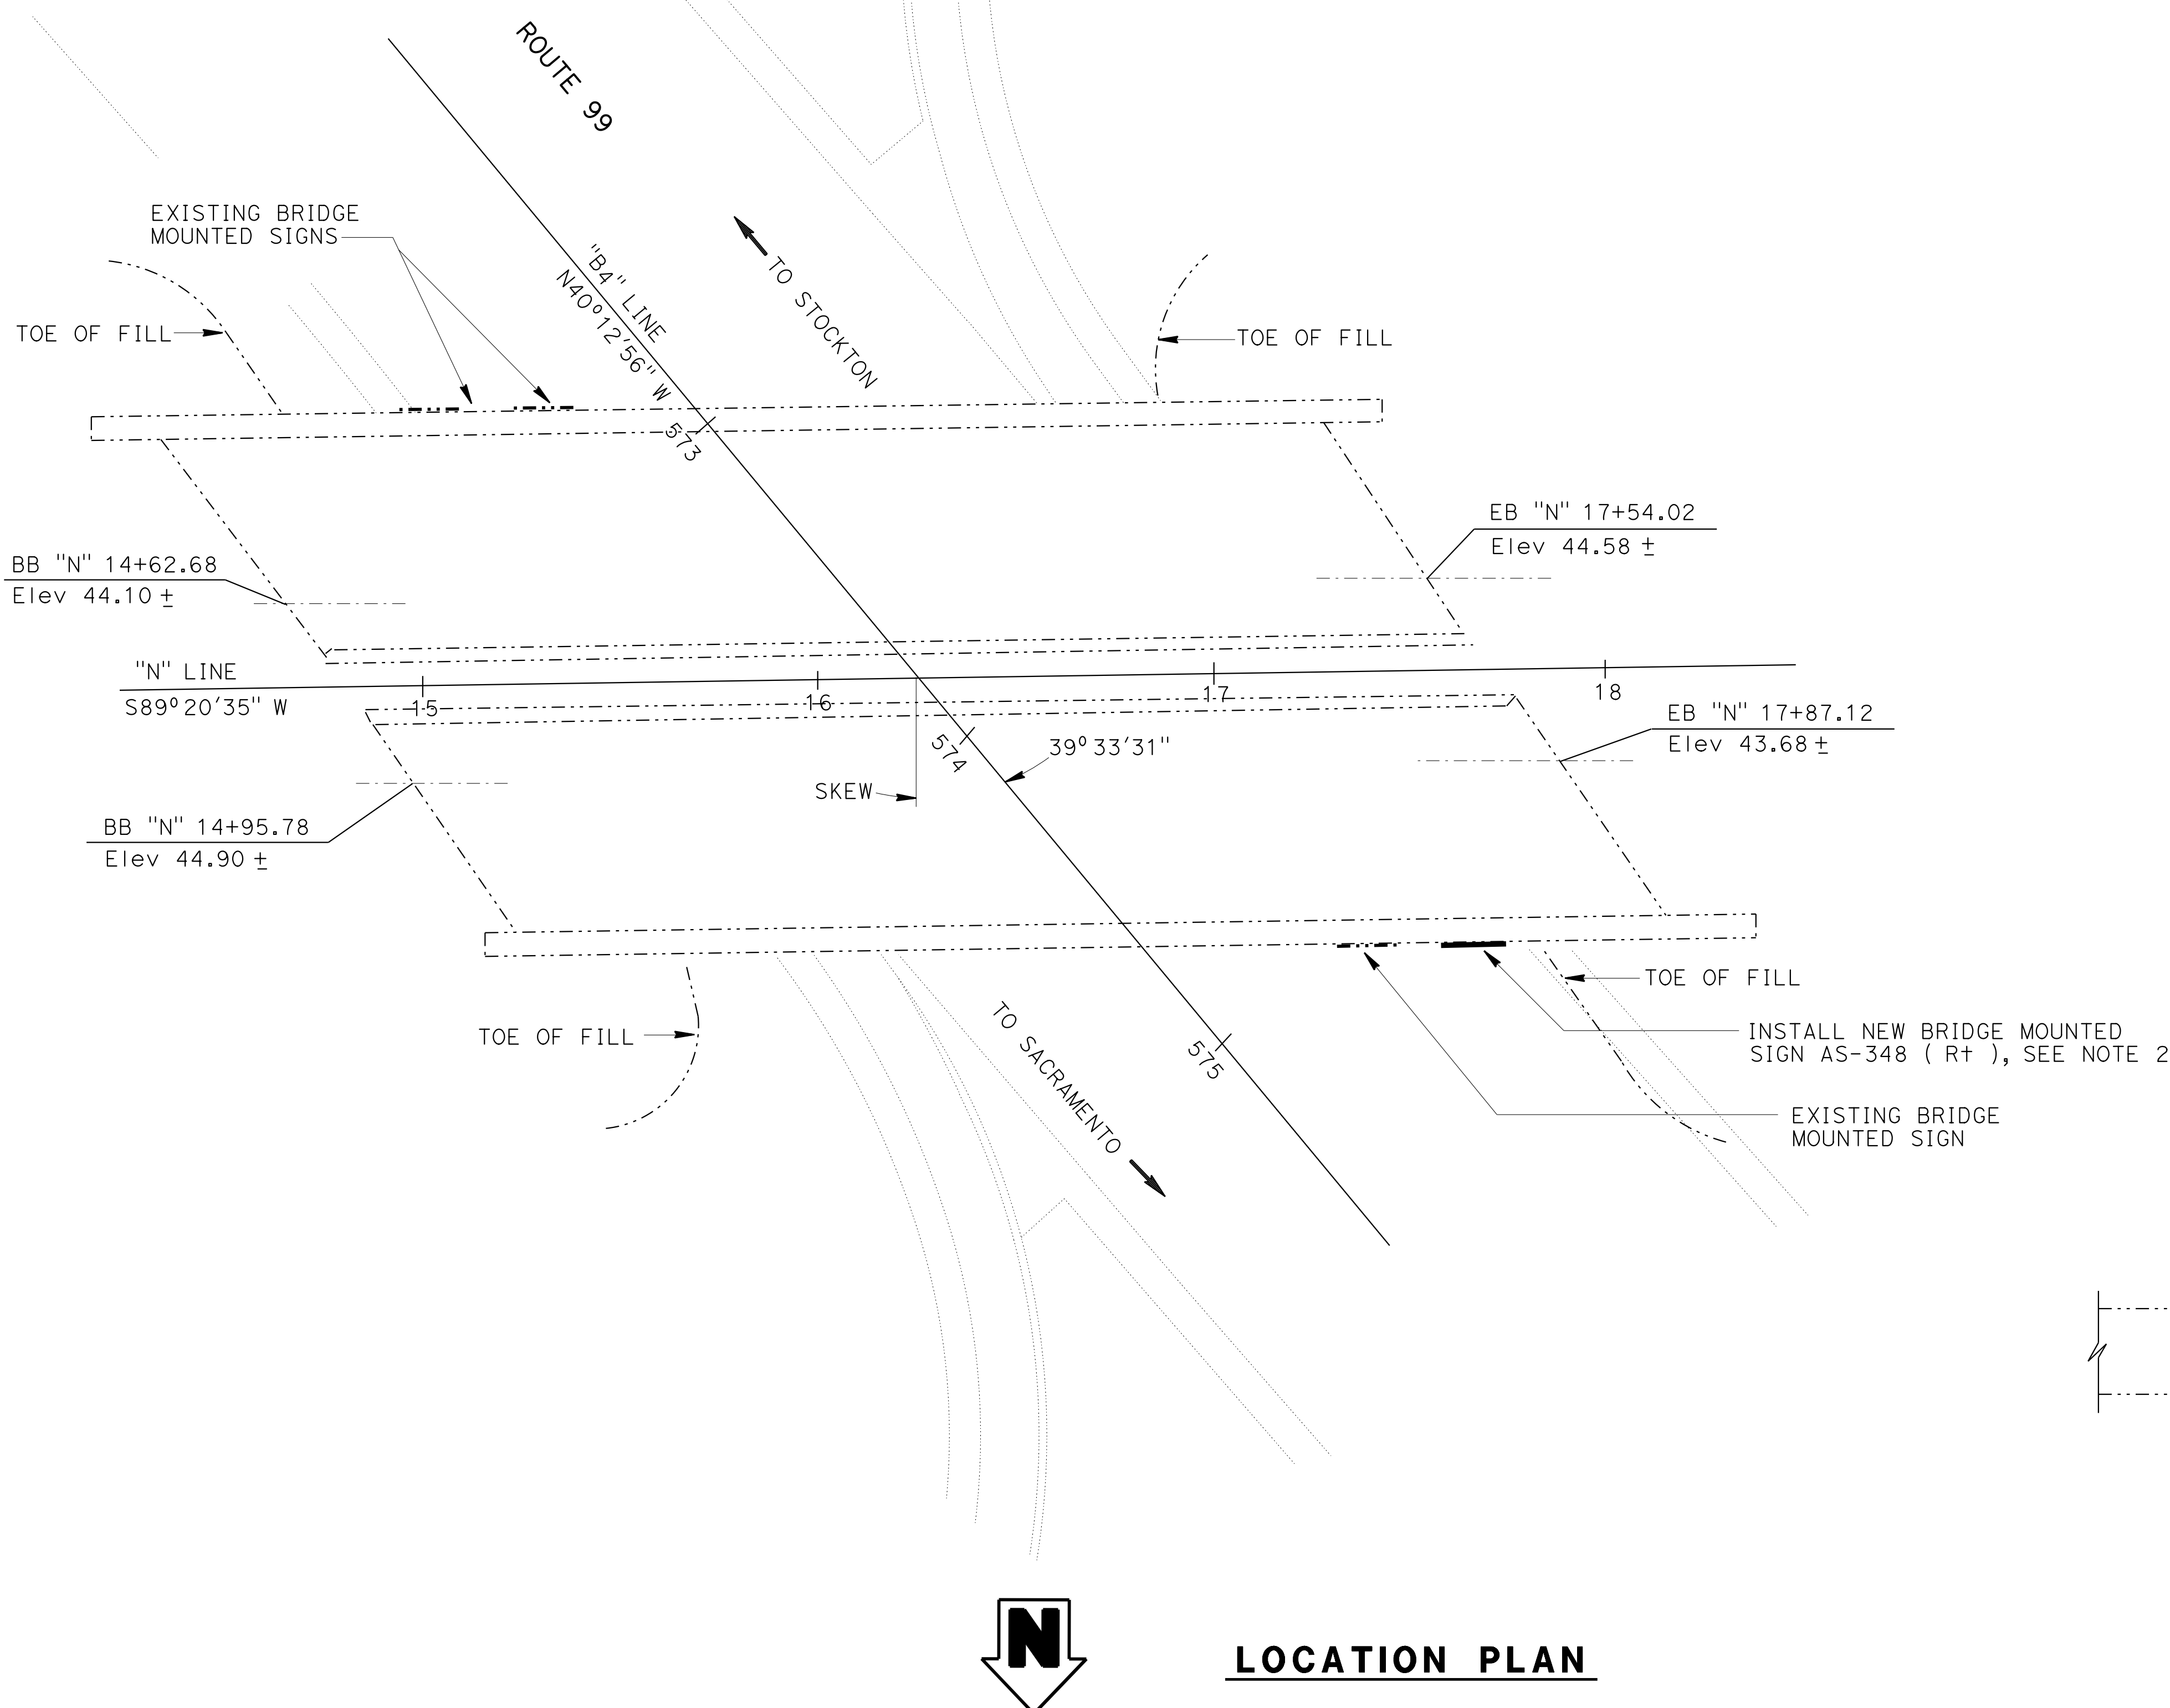 ROUTE 99
EXISTING BRIDGE
MOUNTED SIGNS
"B4" LINE
N40°12'56" W
TO STOCKTON
TOE OF FILL
TOE OF FILL
573
EB "N" 17+54.02
Elev 44.58 ±
BB "N" 14+62.68
Elev 44.10 ±
"N" LINE
S89°20'35" W
15
16
17
18
EB "N" 17+87.12
Elev 43.68 ±
574
39°33'31"
SKEW
BB "N" 14+95.78
Elev 44.90 ±
TOE OF FILL
TOE OF FILL
TO SACRAMENTO
575
INSTALL NEW BRIDGE MOUNTED
SIGN AS-348 ( Rt ), SEE NOTE 2
EXISTING BRIDGE
MOUNTED SIGN
N
LOCATION PLAN